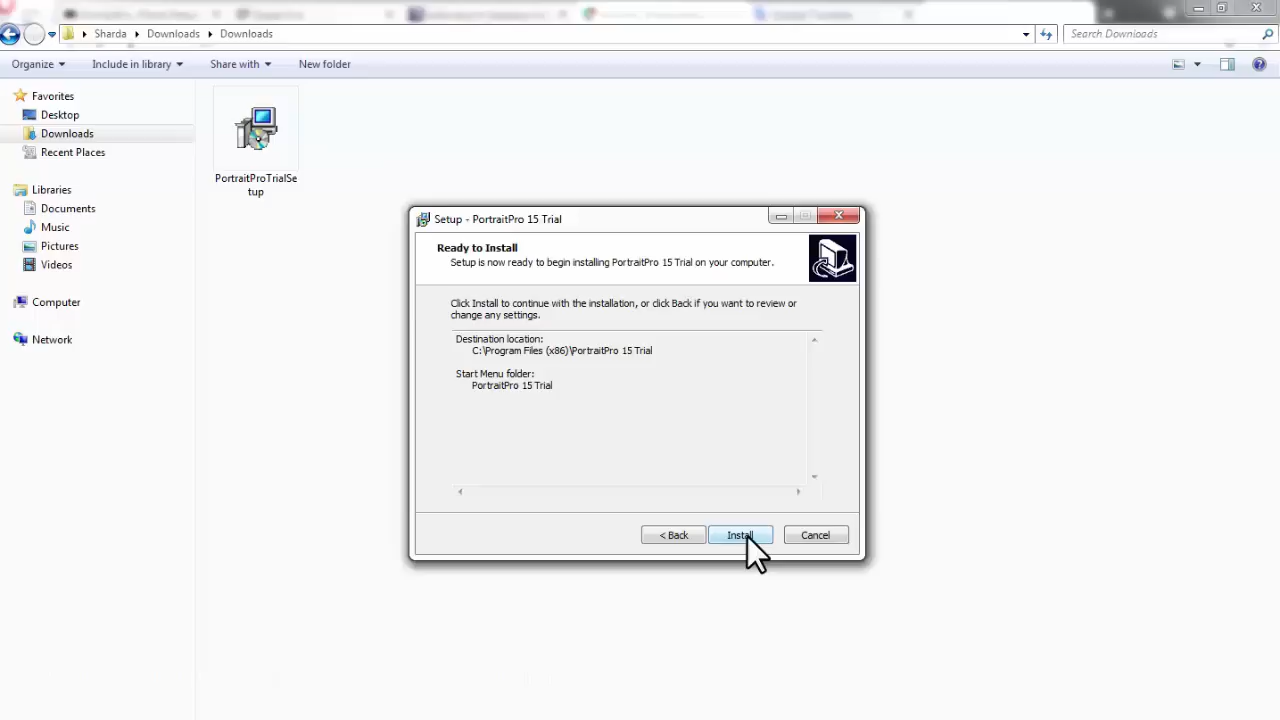 Sharda
Downloads
Downloads
Search Downloads
Organize
Include in library
Share with
New folder
Favorites
Desktop
Downloads
Recent Places
Libraries
Documents
Music
Pictures
Videos
Computer
Network
PortraitProTrialSe
tup
Setup - PortraitPro 15 Trial
Ready to Install
Setup is now ready to begin installing PortraitPro 15 Trial on your computer.
Click Install to continue with the installation, or click Back if you want to review or
change any settings.
Destination location:
C:\Program Files (x86)\PortraitPro 15 Trial
Start Menu folder:
PortraitPro 15 Trial
< Back
Install
Cancel